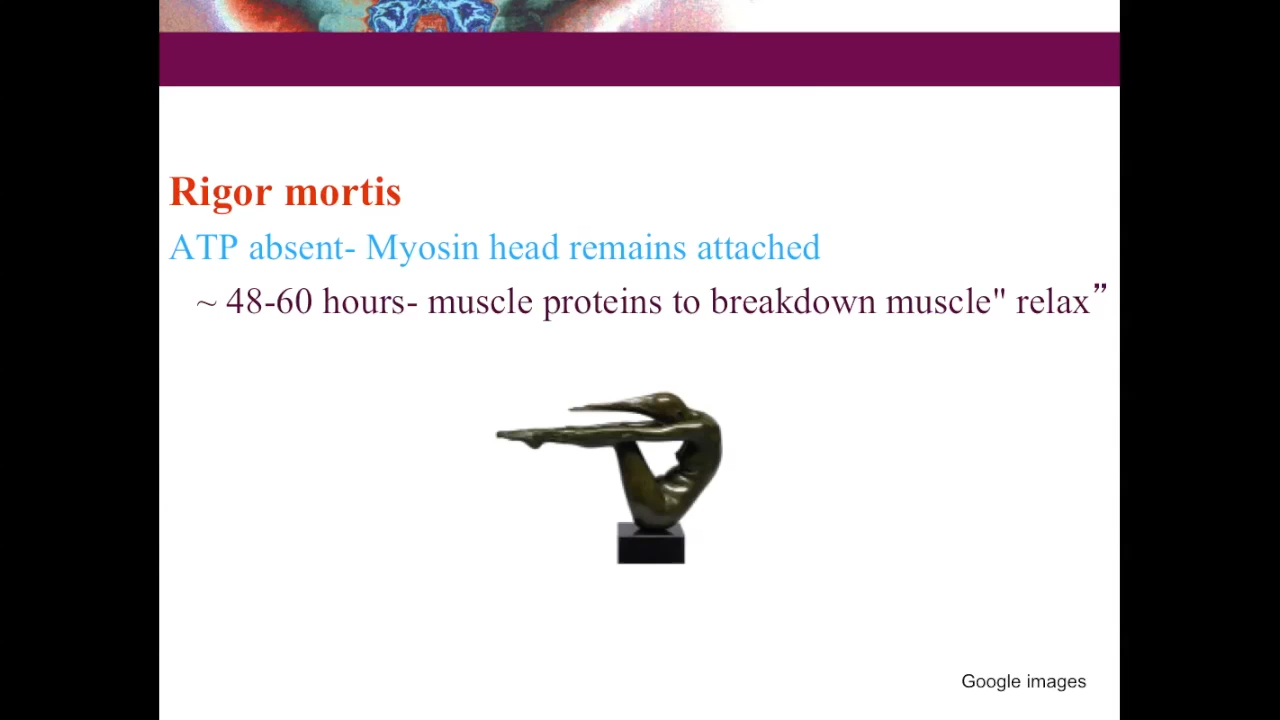 Rigor mortis
ATP absent- Myosin head remains attached
~ 48-60 hours- muscle proteins to breakdown muscle" relax”
Google images